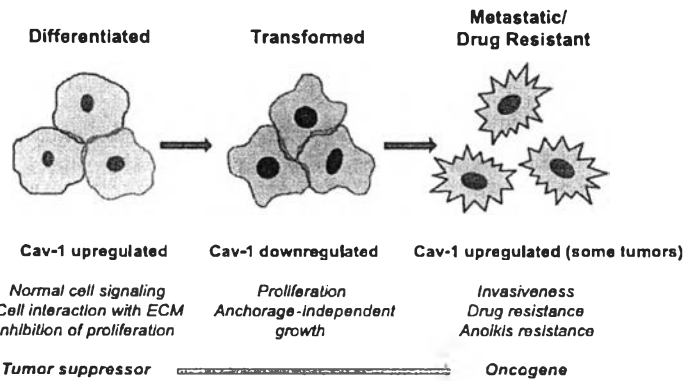 Metastatic/
Differentiated Transformed Drug Resistant
Cav-1 upregulated Cav-1 downregulated Cav-1 upregulated (some tumors)
Normal cell signaling Proliferation Invasiveness
Cell interaction with ECM Anchorage-independent Drug resistance
nhibition of proliferation growth Anoikis resistance
Tumor suppressor Oncogene